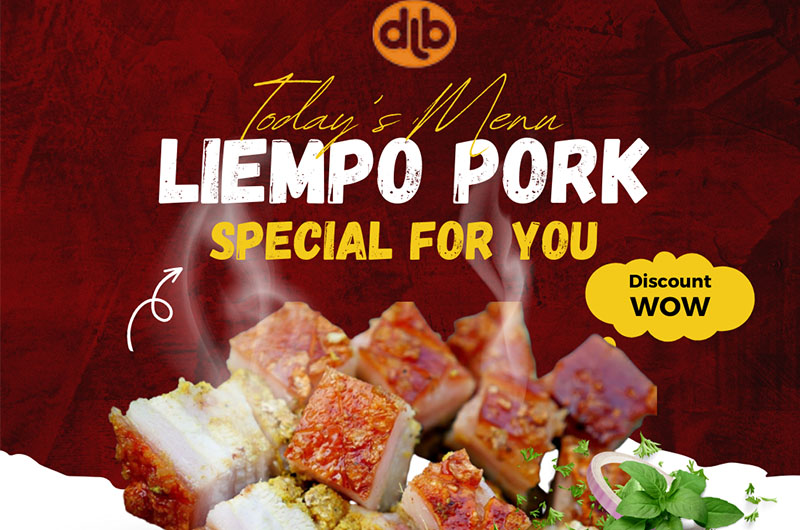 dlb
Today's Menu
LIEMPO PORK
SPECIAL FOR YOU
Discount
WOW